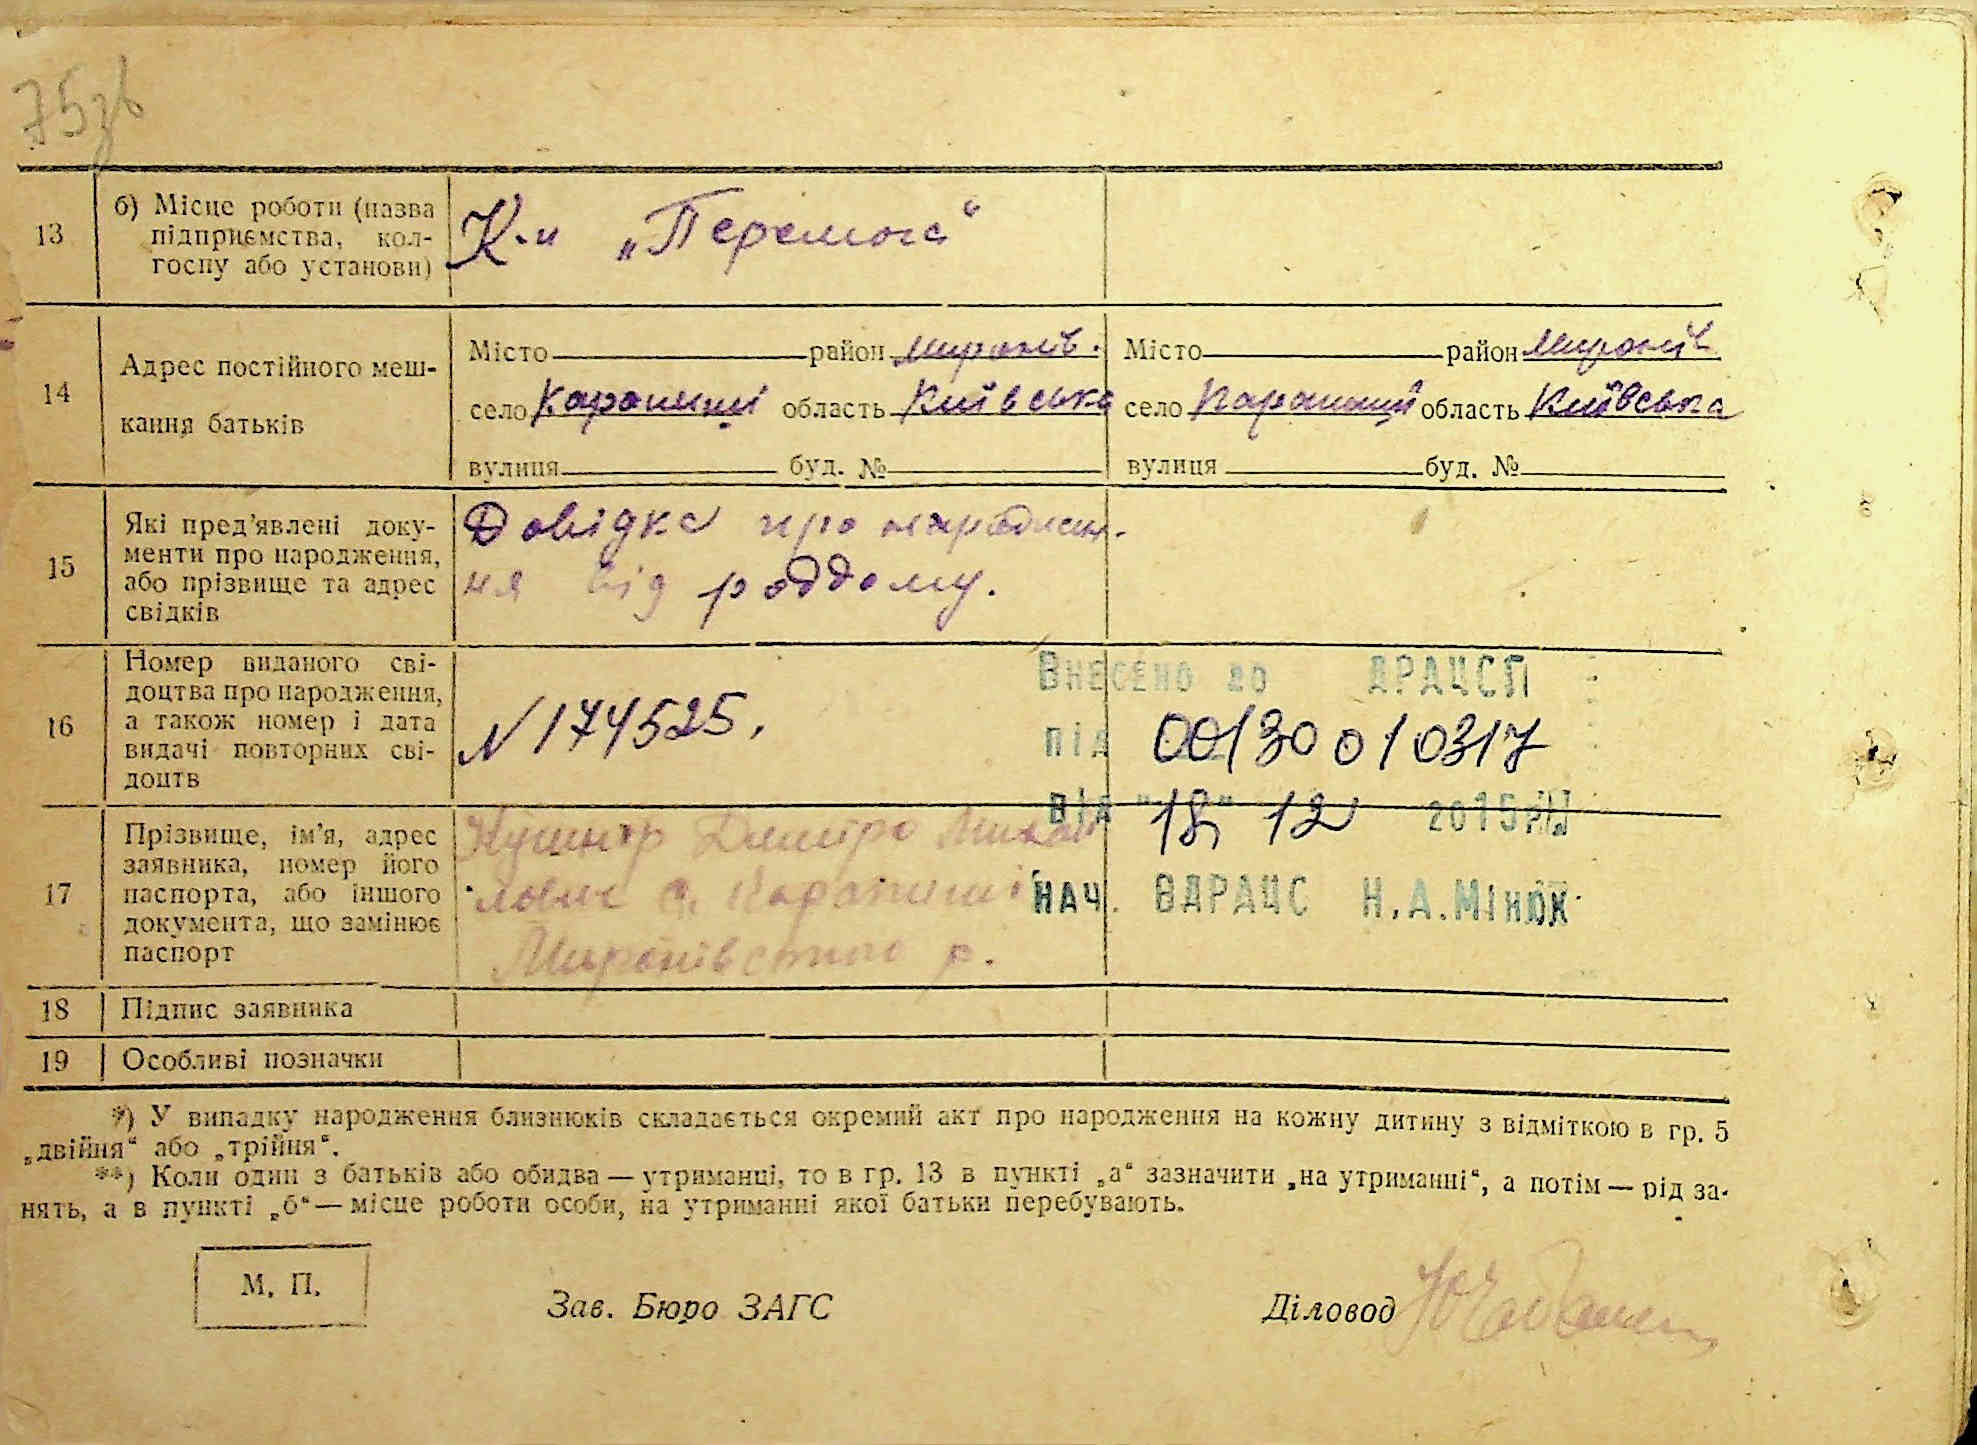 75зв
13
б) Місце роботи (назва
підприємства, кол-
госпу або установи)
К-п „Перемога“
14
Адрес постійного меш-
кання батьків
Місто район миронів.
село Карапиші область Київська
вулиця буд. №
Місто район миронів
село Карапиші область Київська
вулиця буд. №
15
Які пред’явлені доку-
менти про народження,
або прізвище та адрес
свідків
Довідка про народжен-
ня від роддому.
16
Номер виданого сві-
доцтва про народження,
а також номер і дата
видачі повторних сві-
доцтв
N 174525.
Внесено до ДРАЦСГ
під 00130010317
від "18" 12 2015р.
нач. ВДРАЦС Н.А.Мінюк
17
Прізвище, ім’я, адрес
заявника, номер його
паспорта, або іншого
документа, що замінює
паспорт
Кушнір Дмитро Михай
лович с. Карапиші
Миронівського р.
18
Підпис заявника
19
Особливі позначки
*) У випадку народження близнюків складається окремий акт про народження на кожну дитину з відміткою в гр. 5
„двійня“ або „трійня“.
**) Коли один з батьків або обидва — утриманці, то в гр. 13 в пункті „а“ зазначити „на утриманні“, а потім — рід за-
нять, а в пункті „б“ — місце роботи особи, на утриманні якої батьки перебувають.
М. П.
Зав. Бюро ЗАГС
Діловод